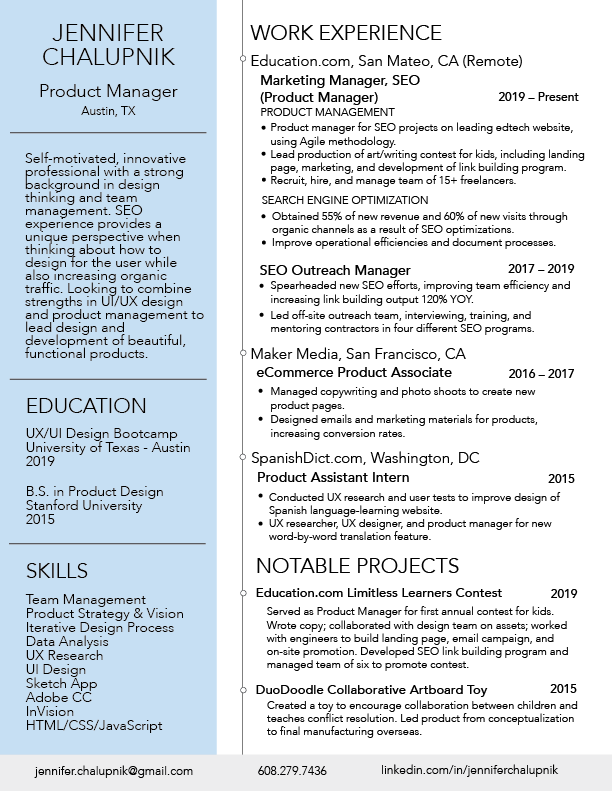 JENNIFER
CHALUPNIK
Product Manager
Austin, TX
Self-motivated, innovative
professional with a strong
background in design
thinking and team
management. SEO
experience provides a
unique perspective when
thinking about how to
design for the user while
also increasing organic
traffic. Looking to combine
strengths in UI/UX design
and product management to
lead design and
development of beautiful,
functional products.
EDUCATION
UX/UI Design Bootcamp
University of Texas - Austin
2019
B.S. in Product Design
Stanford University
2015
SKILLS
Team Management
Product Strategy & Vision
Iterative Design Process
Data Analysis
UX Research
UI Design
Sketch App
Adobe CC
InVision
HTML/CSS/JavaScript
WORK EXPERIENCE
Education.com, San Mateo, CA (Remote)
Marketing Manager, SEO
(Product Manager) 2019 – Present
PRODUCT MANAGEMENT
• Product manager for SEO projects on leading edtech website,
using Agile methodology.
• Lead production of art/writing contest for kids, including landing
page, marketing, and development of link building program.
• Recruit, hire, and manage team of 15+ freelancers.
SEARCH ENGINE OPTIMIZATION
• Obtained 55% of new revenue and 60% of new visits through
organic channels as a result of SEO optimizations.
• Improve operational efficiencies and document processes.
SEO Outreach Manager 2017 – 2019
• Spearheaded new SEO efforts, improving team efficiency and
increasing link building output 120% YOY.
• Led off-site outreach team, interviewing, training, and
mentoring contractors in four different SEO programs.
Maker Media, San Francisco, CA
eCommerce Product Associate 2016 – 2017
• Managed copywriting and photo shoots to create new
product pages.
• Designed emails and marketing materials for products,
increasing conversion rates.
SpanishDict.com, Washington, DC
Product Assistant Intern 2015
• Conducted UX research and user tests to improve design of
Spanish language-learning website.
• UX researcher, UX designer, and product manager for new
word-by-word translation feature.
NOTABLE PROJECTS
Education.com Limitless Learners Contest 2019
Served as Product Manager for first annual contest for kids.
Wrote copy; collaborated with design team on assets; worked
with engineers to build landing page, email campaign, and
on-site promotion. Developed SEO link building program and
managed team of six to promote contest.
DuoDoodle Collaborative Artboard Toy 2015
Created a toy to encourage collaboration between children and
teaches conflict resolution. Led product from conceptualization
to final manufacturing overseas.
jennifer.chalupnik@gmail.com 608.279.7436 linkedin.com/in/jenniferchalupnik